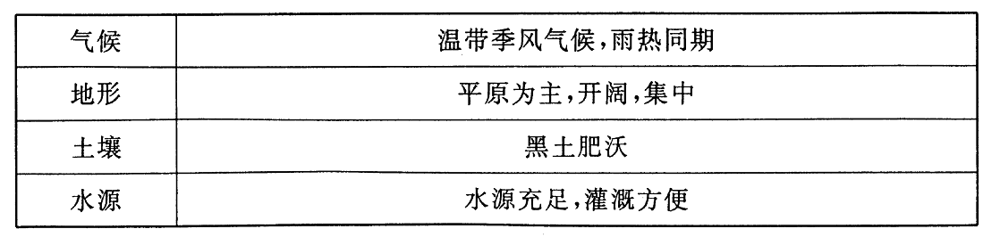 气候 温带季风气候,雨热同期
地形 平原为主,开阔,集中
土壤 黑土肥沃
水源 水源充足,灌溉方便